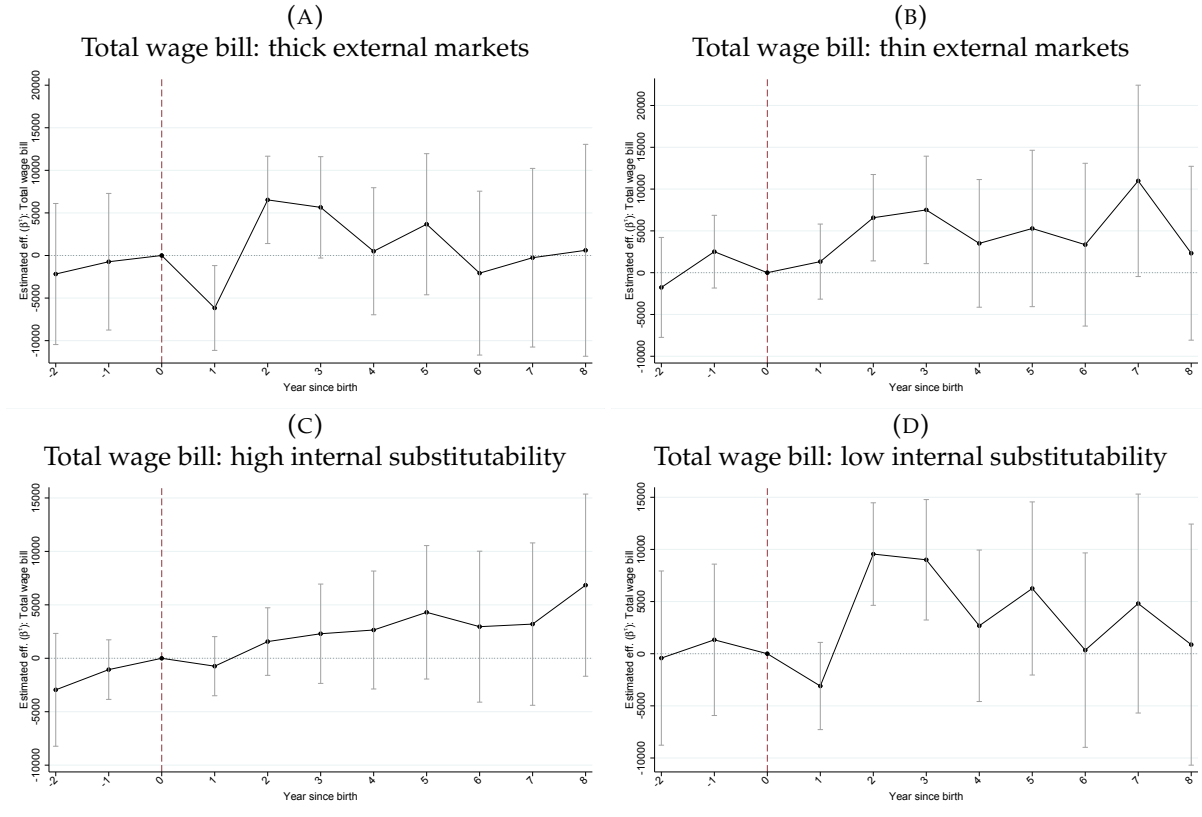 (A)
Total wage bill: thick external markets
Estimated eff. (βᵗ): Total wage bill
20000
15000
10000
5000
0
-5000
-10000
-2 -1 0 1 2 3 4 5 6 7 8
Year since birth
(B)
Total wage bill: thin external markets
Estimated eff. (βᵗ): Total wage bill
20000
15000
10000
5000
0
-5000
-10000
-2 -1 0 1 2 3 4 5 6 7 8
Year since birth
(C)
Total wage bill: high internal substitutability
Estimated eff. (βᵗ): Total wage bill
15000
10000
5000
0
-5000
-10000
-2 -1 0 1 2 3 4 5 6 7 8
Year since birth
(D)
Total wage bill: low internal substitutability
Estimated eff. (βᵗ): Total wage bill
15000
10000
5000
0
-5000
-10000
-2 -1 0 1 2 3 4 5 6 7 8
Year since birth